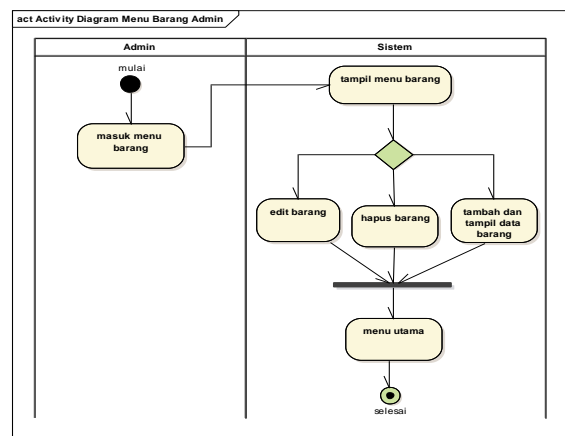 act Activity Diagram Menu Barang Admin
Admin
Sistem
mulai
masuk menu
barang
tampil menu barang
edit barang
hapus barang
tambah dan
tampil data
barang
menu utama
selesai